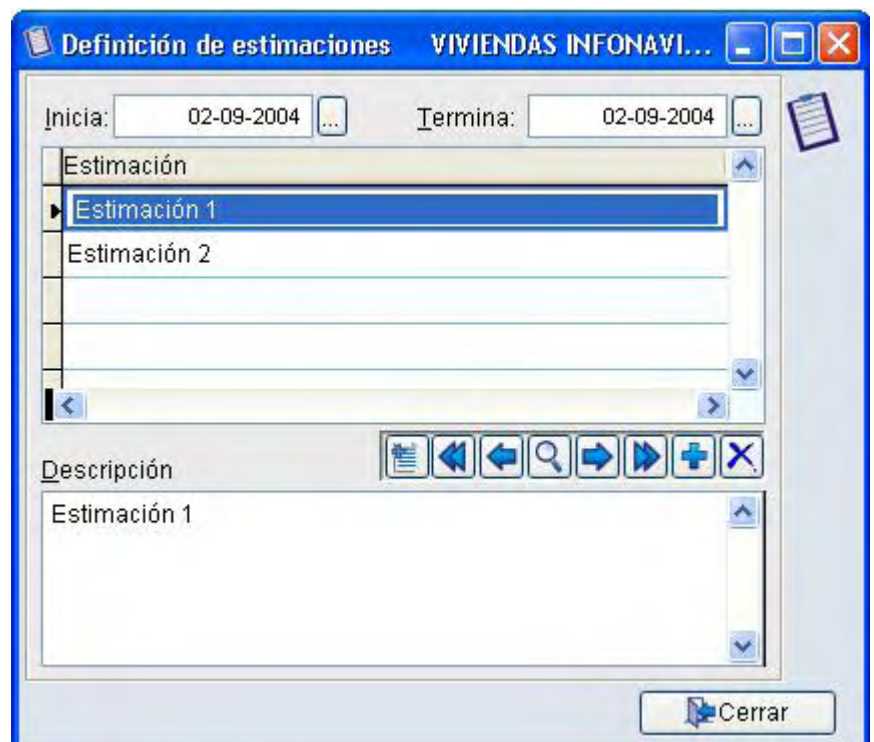 Definición de estimaciones VIVIENDAS INFONAVI...
Inicia: 02-09-2004 ... Termina: 02-09-2004 ...
Estimación
Estimación 1
Estimación 2
Descripción
Estimación 1
Cerrar